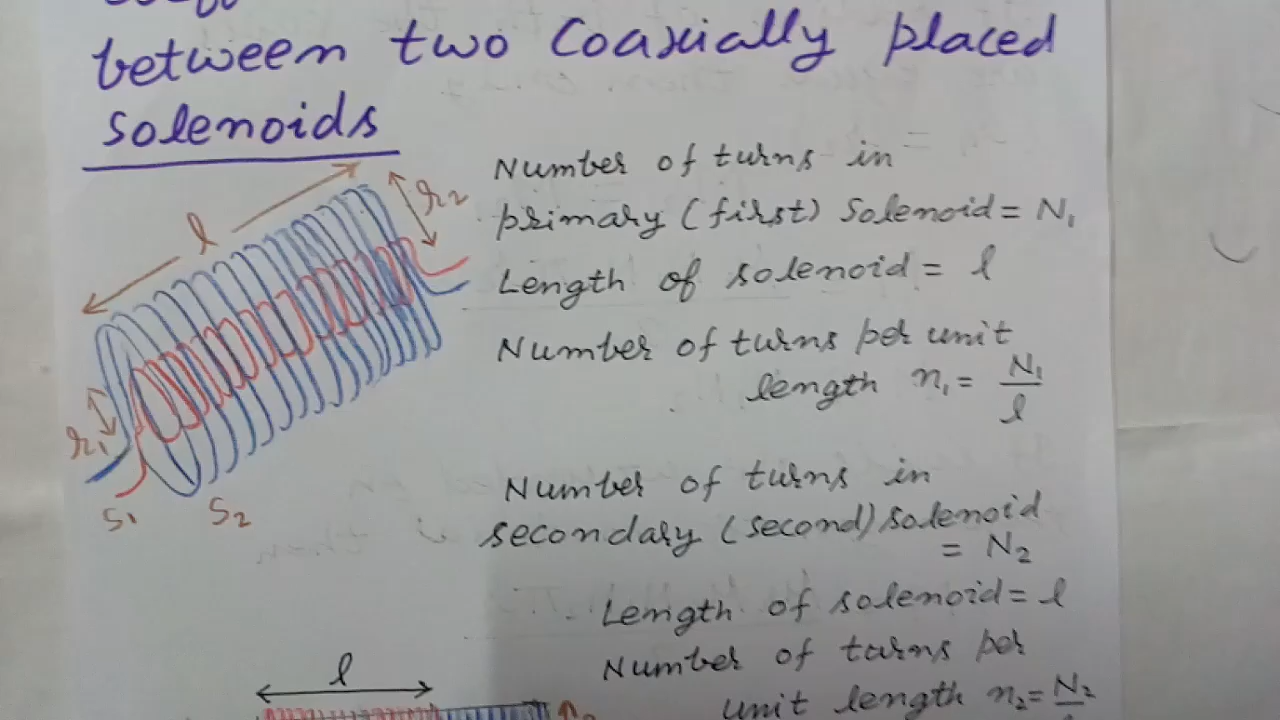 between two Coaxially placed
solenoids
l
r2
r1
S1
S2
Number of turns in
primary (first) Solenoid = N1
Length of solenoid = l
Number of turns per unit
length n1 = N1
l
Number of turns in
secondary (second) solenoid
= N2
Length of solenoid = l
Number of turns per
unit length n2 = N2
l